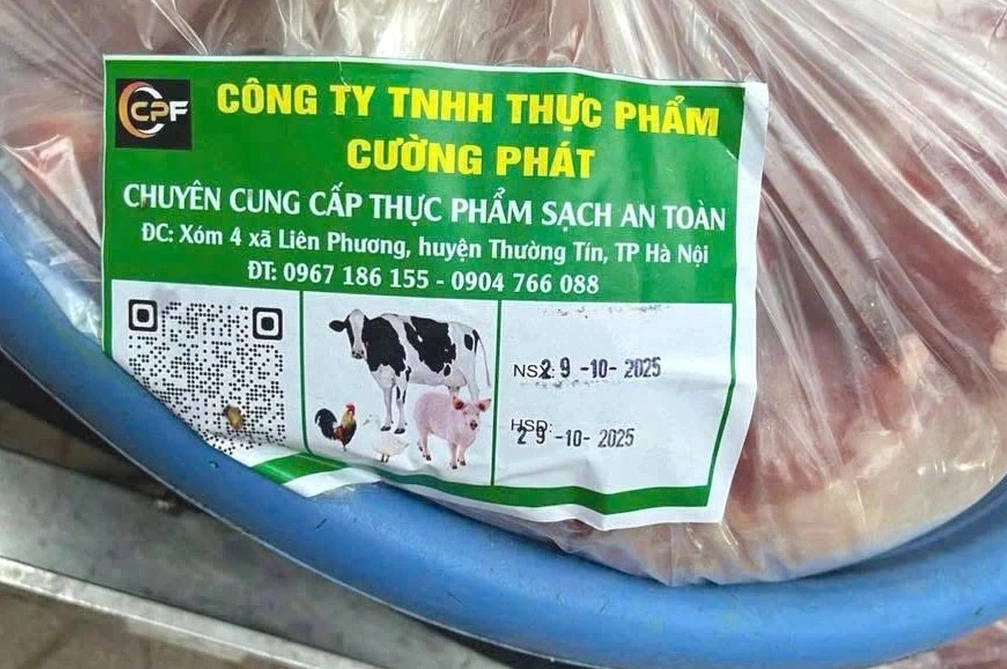 CPF
CÔNG TY TNHH THỰC PHẨM
CƯỜNG PHÁT
CHUYÊN CUNG CẤP THỰC PHẨM SẠCH AN TOÀN
ĐC: Xóm 4 xã Liên Phương, huyện Thường Tín, TP Hà Nội
ĐT: 0967 186 155 - 0904 766 088
NSX: 29 -10- 2025
HSD: 29 -10- 2025